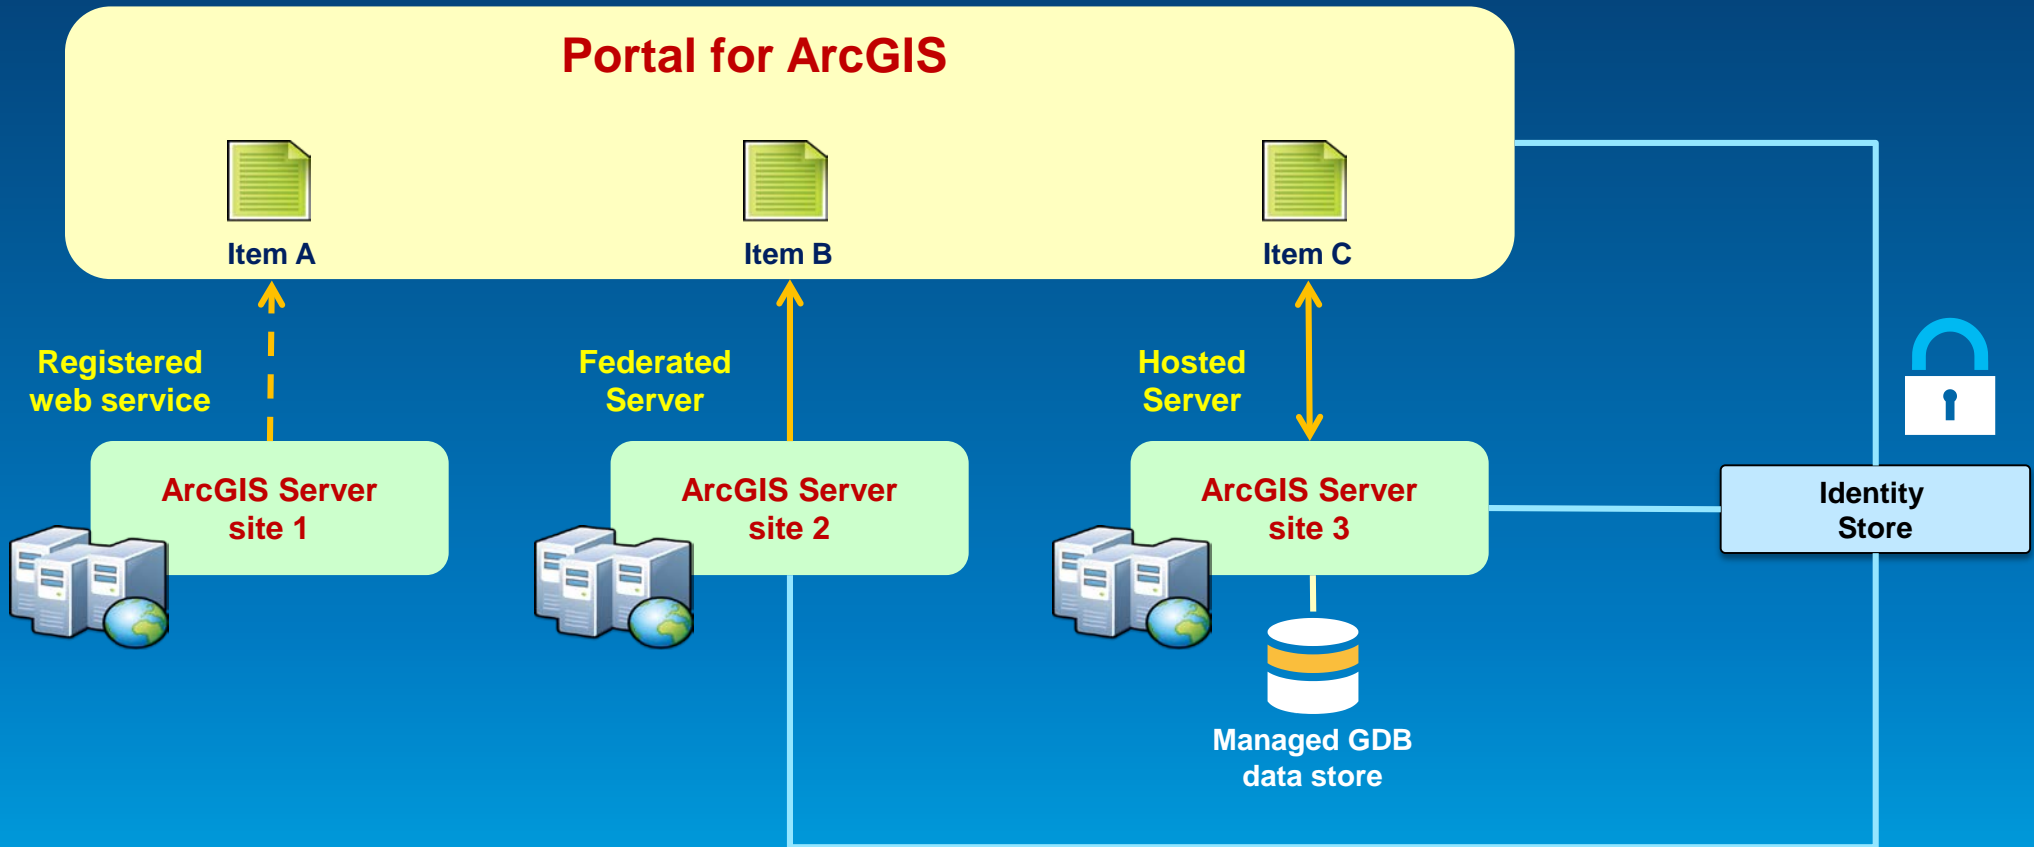 Portal for ArcGIS
Item A
Item B
Item C
Registered
web service
Federated
Server
Hosted
Server
ArcGIS Server
site 1
ArcGIS Server
site 2
ArcGIS Server
site 3
Identity
Store
Managed GDB
data store